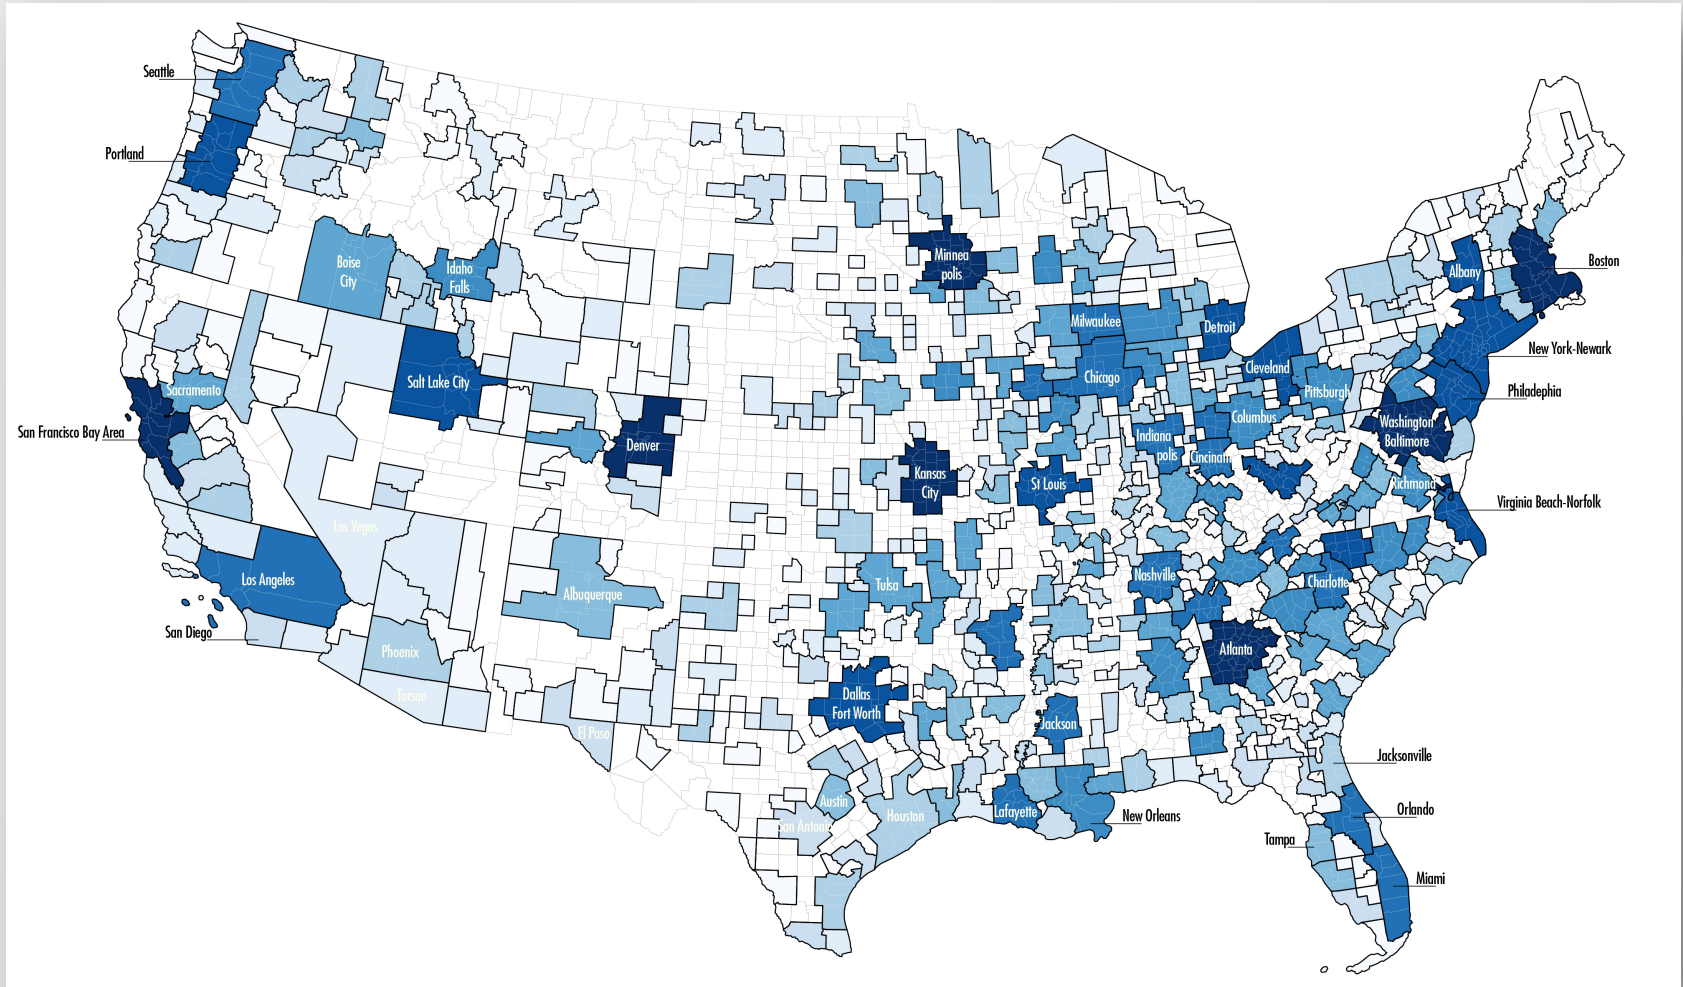 Seattle
Portland
Boise
City
Idaho
Falls
Minnea
polis
Boston
Albany
Milwaukee
Detroit
New York-Newark
Cleveland
Salt Lake City
Chicago
Sacramento
Pittsburgh
Philadephia
San Francisco Bay Area
Denver
Columbus
Washington
Baltimore
Indiana
polis
Cincinati
Kansas
City
St Louis
Richmond
Virginia Beach-Norfolk
Las Vegas
Los Angeles
Albuquerque
Tulsa
Nashville
Charlotte
San Diego
Phoenix
Atlanta
Tucson
Dallas
Fort Worth
El Paso
Jackson
Jacksonville
Austin
San Antonio
Houston
Lafayette
New Orleans
Orlando
Tampa
Miami